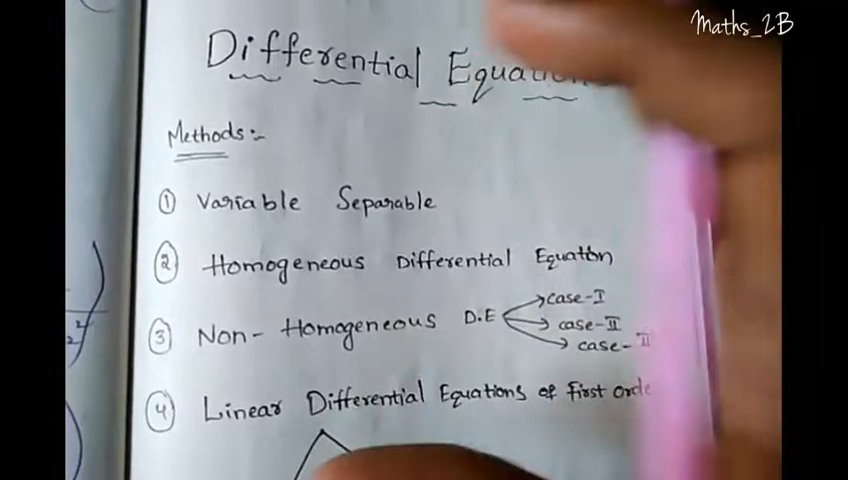 Maths_2B
Differential
Methods:-
① Variable Separable
② Homogeneous Differential Equation
③ Non-Homogeneous D.E
case-I
case-II
case-
④ Linear Differential Equations of First